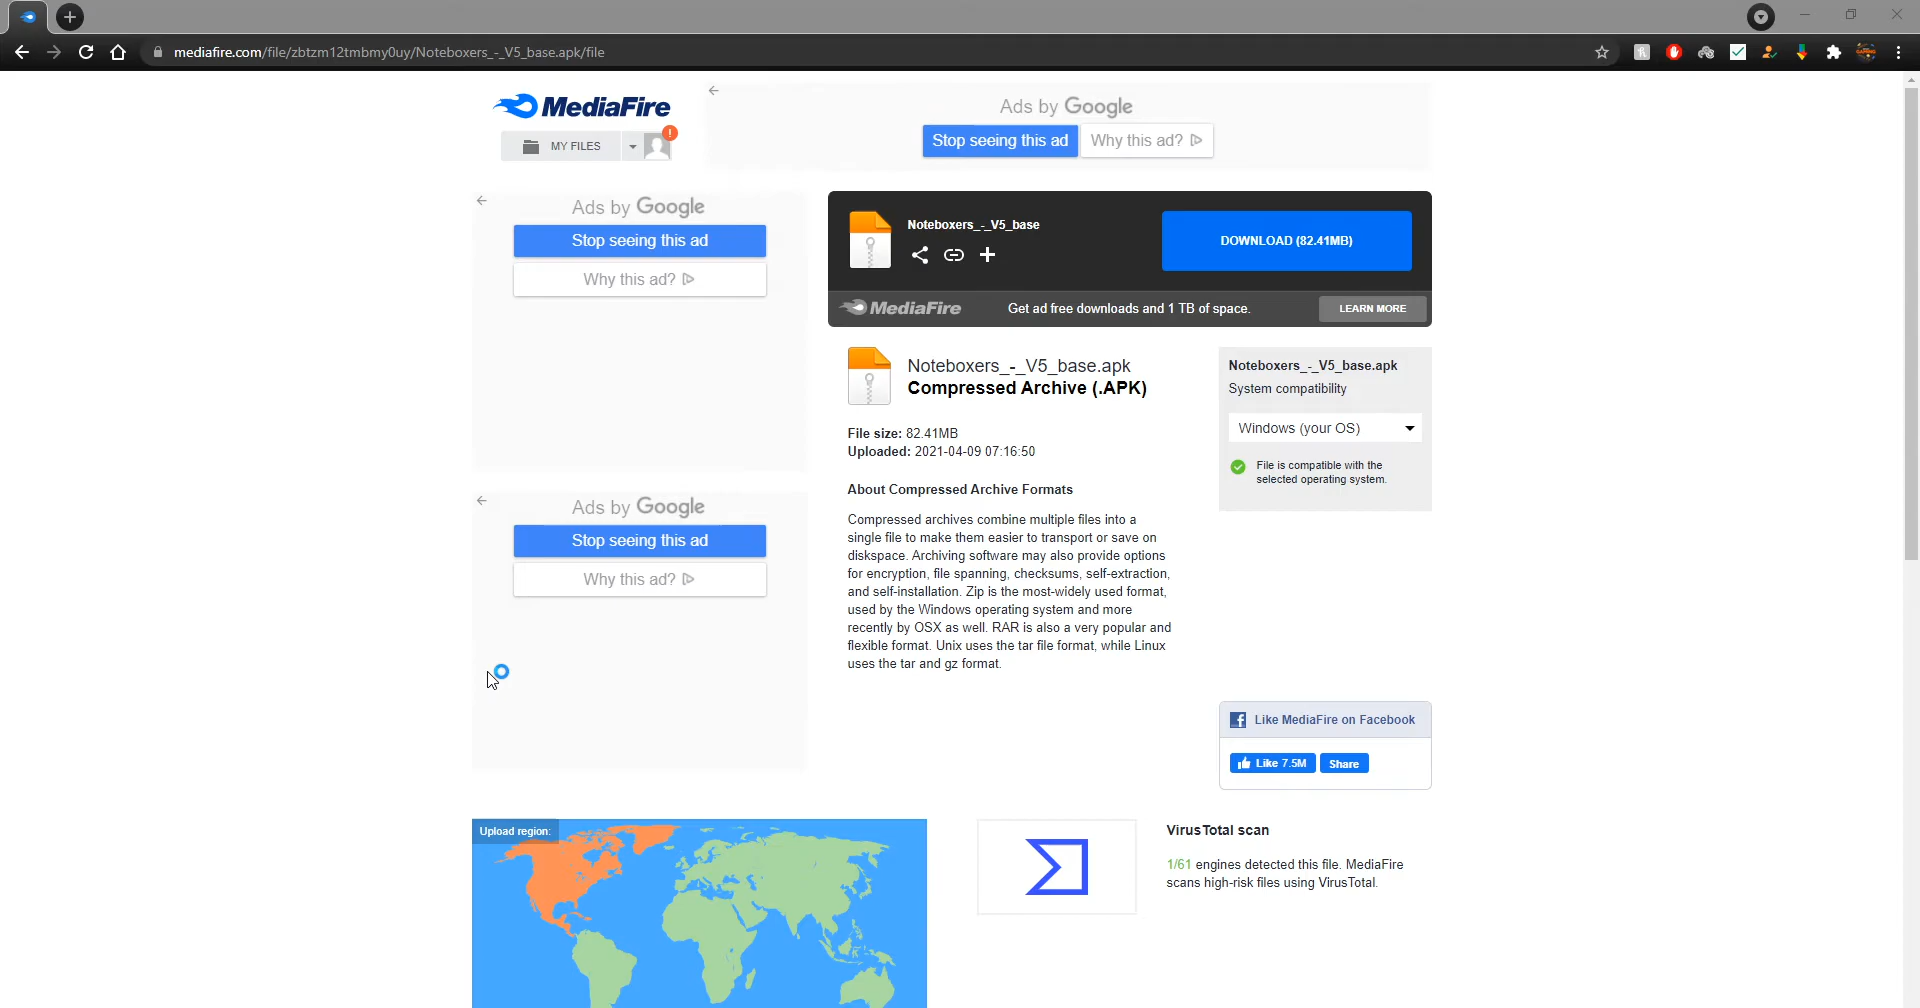 mediafire.com/file/zbtzm12tmbmy0uy/Noteboxers_-_V5_base.apk/file
MediaFire
MY FILES
!
Ads by Google
Stop seeing this ad
Why this ad?
Ads by Google
Stop seeing this ad
Why this ad?
Noteboxers_-_V5_base
DOWNLOAD (82.41MB)
MediaFire
Get ad free downloads and 1 TB of space.
LEARN MORE
Noteboxers_-_V5_base.apk
Compressed Archive (.APK)
File size: 82.41MB
Uploaded: 2021-04-09 07:16:50
About Compressed Archive Formats
Compressed archives combine multiple files into a
single file to make them easier to transport or save on
diskspace. Archiving software may also provide options
for encryption, file spanning, checksums, self-extraction,
and self-installation. Zip is the most-widely used format,
used by the Windows operating system and more
recently by OSX as well. RAR is also a very popular and
flexible format. Unix uses the tar file format, while Linux
uses the tar and gz format.
Noteboxers_-_V5_base.apk
System compatibility
Windows (your OS)
File is compatible with the
selected operating system.
Ads by Google
Stop seeing this ad
Why this ad?
Like MediaFire on Facebook
Like 7.5M
Share
Upload region:
VirusTotal scan
1/61 engines detected this file. MediaFire
scans high-risk files using VirusTotal.